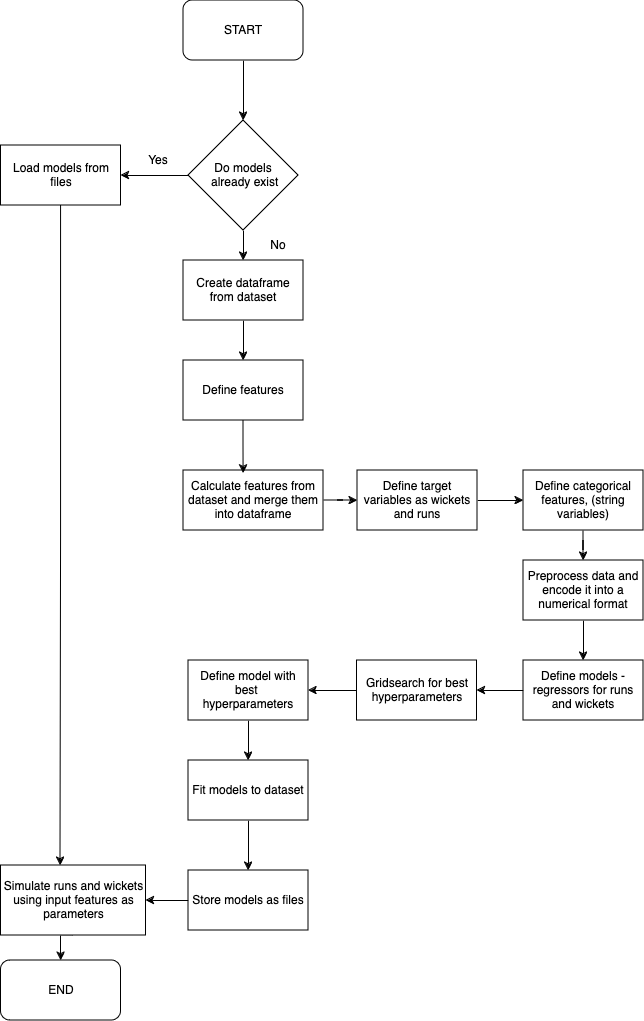 START
Do models
already exist
Yes
Load models from
files
No
Create dataframe
from dataset
Define features
Calculate features from
dataset and merge them
into dataframe
Define target
variables as wickets
and runs
Define categorical
features, (string
variables)
Preprocess data and
encode it into a
numerical format
Define models -
regressors for runs
and wickets
Gridsearch for best
hyperparameters
Define model with
best
hyperparameters
Fit models to dataset
Store models as files
Simulate runs and wickets
using input features as
parameters
END